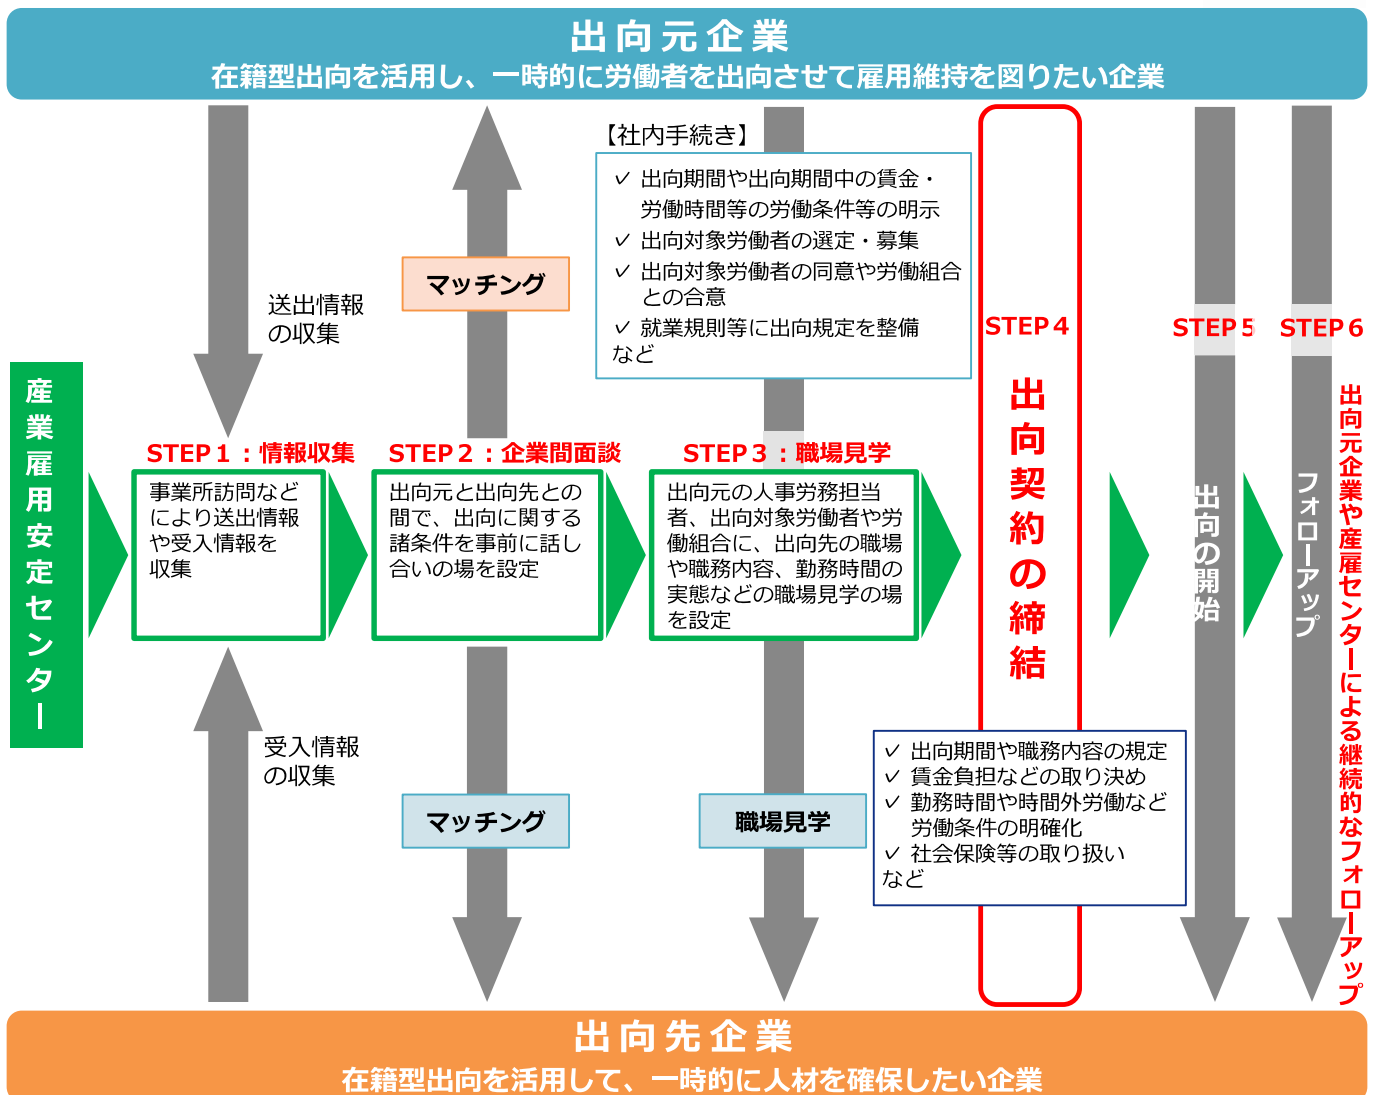 出向元企業
在籍型出向を活用し、一時的に労働者を出向させて雇用維持を図りたい企業
【社内手続き】
✓ 出向期間や出向期間中の賃金・
労働時間等の労働条件等の明示
✓ 出向対象労働者の選定・募集
✓ 出向対象労働者の同意や労働組合
との合意
✓ 就業規則等に出向規定を整備
など
マッチング
送出情報
の収集
産業雇用安定センター
STEP１：情報収集
事業所訪問など
により送出情報
や受入情報を
収集
STEP２：企業間面談
出向元と出向先との
間で、出向に関する
諸条件を事前に話し
合いの場を設定
STEP３：職場見学
出向元の人事労務担当
者、出向対象労働者や労
働組合に、出向先の職場
や職務内容、勤務時間の
実態などの職場見学の場
を設定
STEP４
出向契約の締結
STEP５
出向の開始
STEP６
フォローアップ
出向元企業や産雇センターによる継続的なフォローアップ
受入情報
の収集
マッチング
職場見学
✓ 出向期間や職務内容の規定
✓ 賃金負担などの取り決め
✓ 勤務時間や時間外労働など
労働条件の明確化
✓ 社会保険等の取り扱い
など
出向先企業
在籍型出向を活用して、一時的に人材を確保したい企業